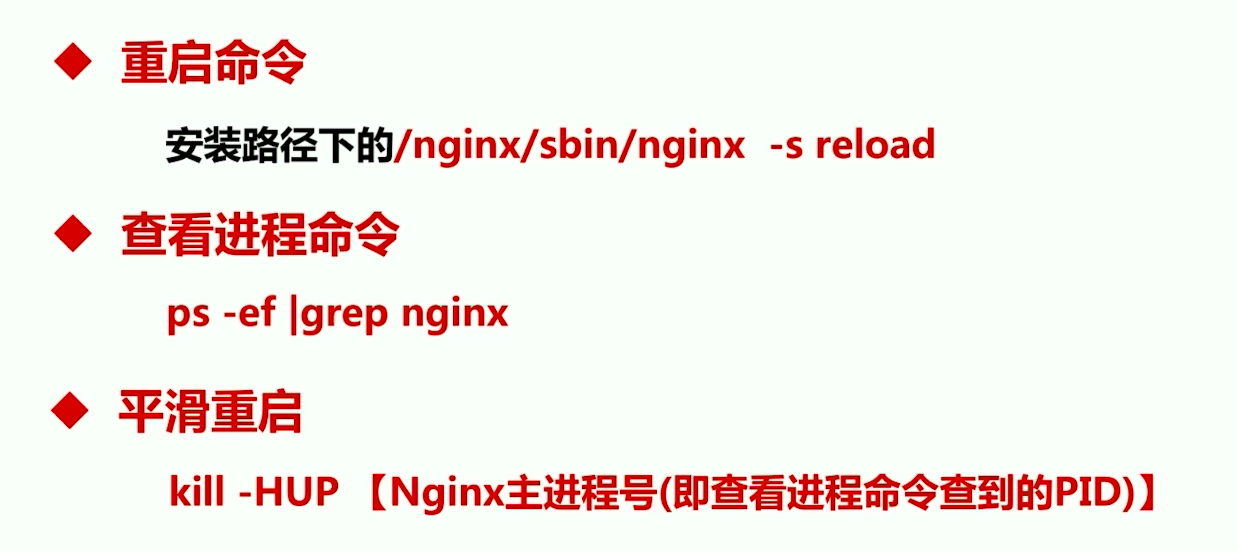 ◆ 重启命令
安装路径下的/nginx/sbin/nginx -s reload
◆ 查看进程命令
ps -ef |grep nginx
◆ 平滑重启
kill -HUP 【Nginx主进程号(即查看进程命令查到的PID)】